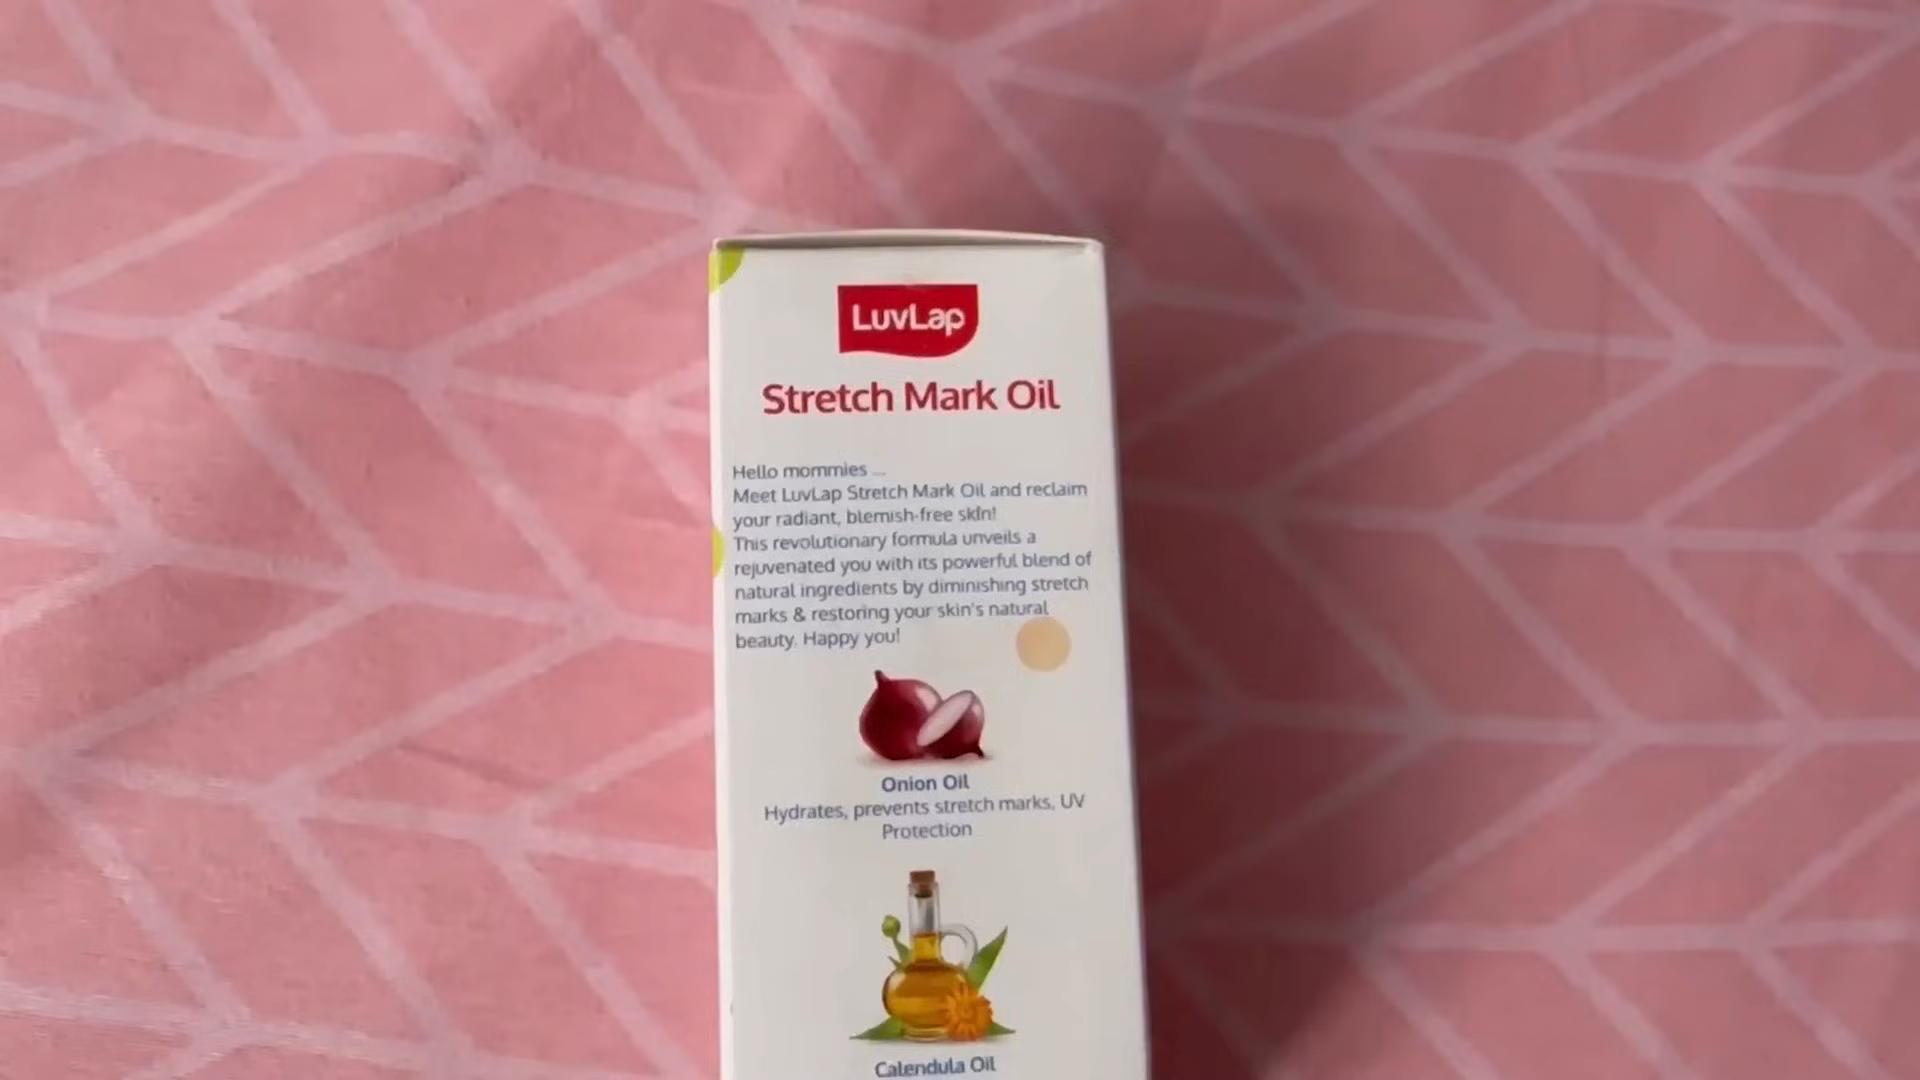 LuvLap
Stretch Mark Oil
Hello mommies ...
Meet LuvLap Stretch Mark Oil and reclaim
your radiant, blemish-free skin!
This revolutionary formula unveils a
rejuvenated you with its powerful blend of
natural ingredients by diminishing stretch
marks & restoring your skin's natural
beauty. Happy you!
Onion Oil
Hydrates, prevents stretch marks, UV
Protection
Calendula Oil